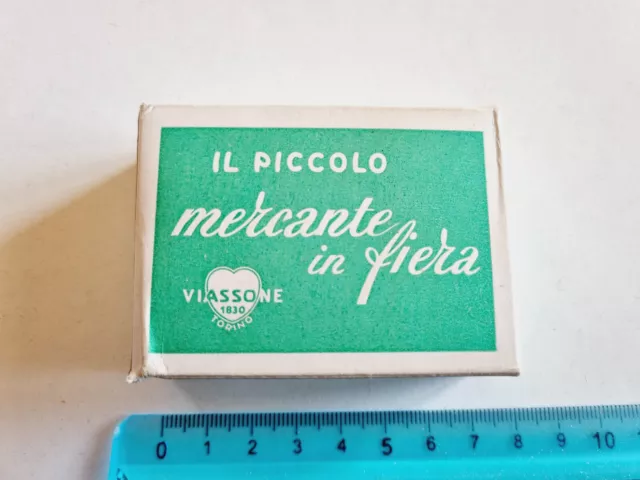 IL PICCOLO
mercante
in fiera
VIASSONE
1830
TORINO
0 1 2 3 4 5 6 7 8 9 10